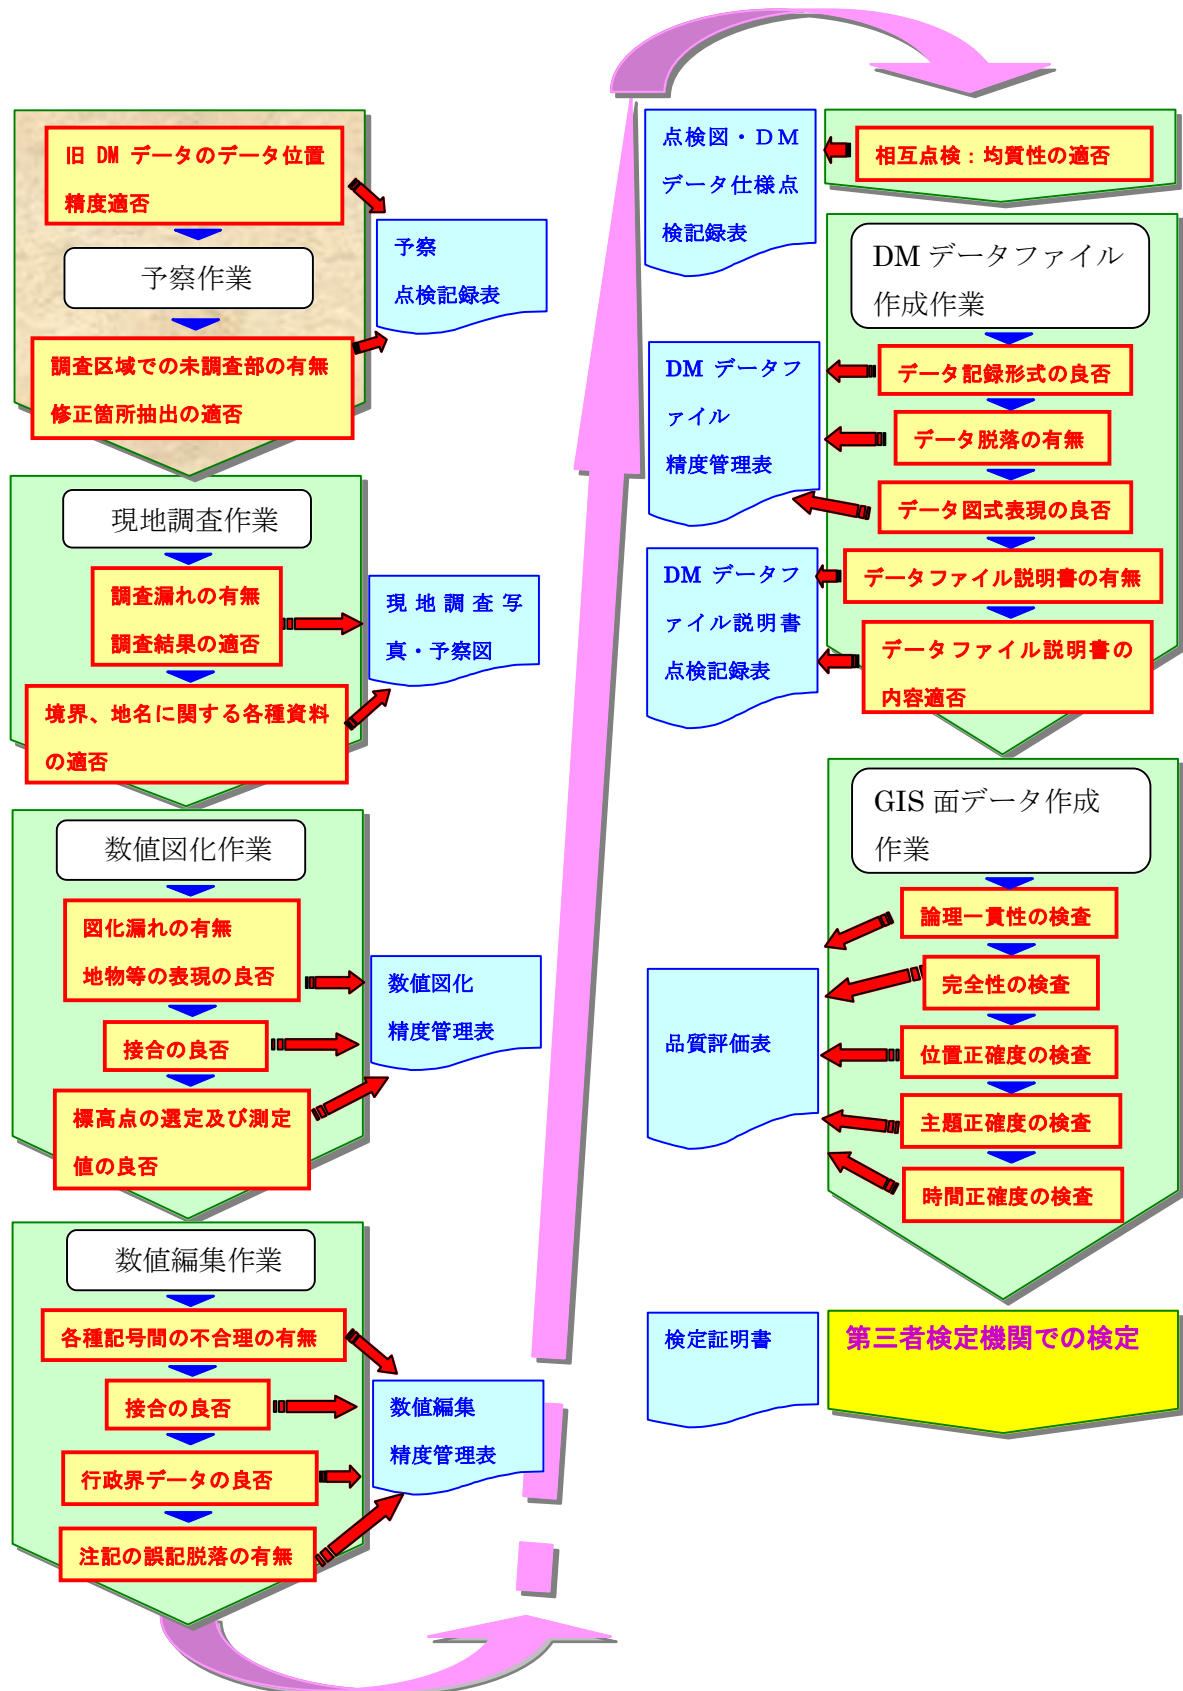 旧 DM データのデータ位置
精度適否
予察作業
調査区域での未調査部の有無
修正箇所抽出の適否
予察
点検記録表
現地調査作業
調査漏れの有無
調査結果の適否
境界、地名に関する各種資料
の適否
現地調査写
真・予察図
数値図化作業
図化漏れの有無
地物等の表現の良否
接合の良否
標高点の選定及び測定
値の良否
数値図化
精度管理表
数値編集作業
各種記号間の不合理の有無
接合の良否
行政界データの良否
注記の誤記脱落の有無
数値編集
精度管理表
点検図・DM
データ仕様点
検記録表
相互点検:均質性の適否
DM データファイル
作成作業
データ記録形式の良否
データ脱落の有無
データ図式表現の良否
データファイル説明書の有無
データファイル説明書の
内容適否
DM データフ
ァイル
精度管理表
DM データフ
ァイル説明書
点検記録表
GIS 面データ作成
作業
論理一貫性の検査
完全性の検査
位置正確度の検査
主題正確度の検査
時間正確度の検査
品質評価表
検定証明書
第三者検定機関での検定